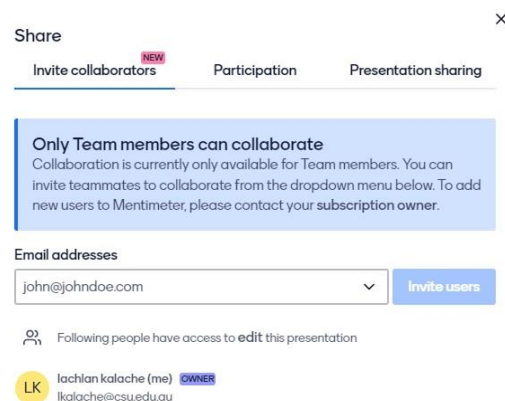 Share
NEW
Invite collaborators Participation Presentation sharing
Only Team members can collaborate
Collaboration is currently only available for Team members. You can
invite teammates to collaborate from the dropdown menu below. To add
new users to Mentimeter, please contact your subscription owner.
Email addresses
john@johndoe.com Invite users
Following people have access to edit this presentation
LK
lachlan kalache (me) OWNER
lkalache@csu.edu.au